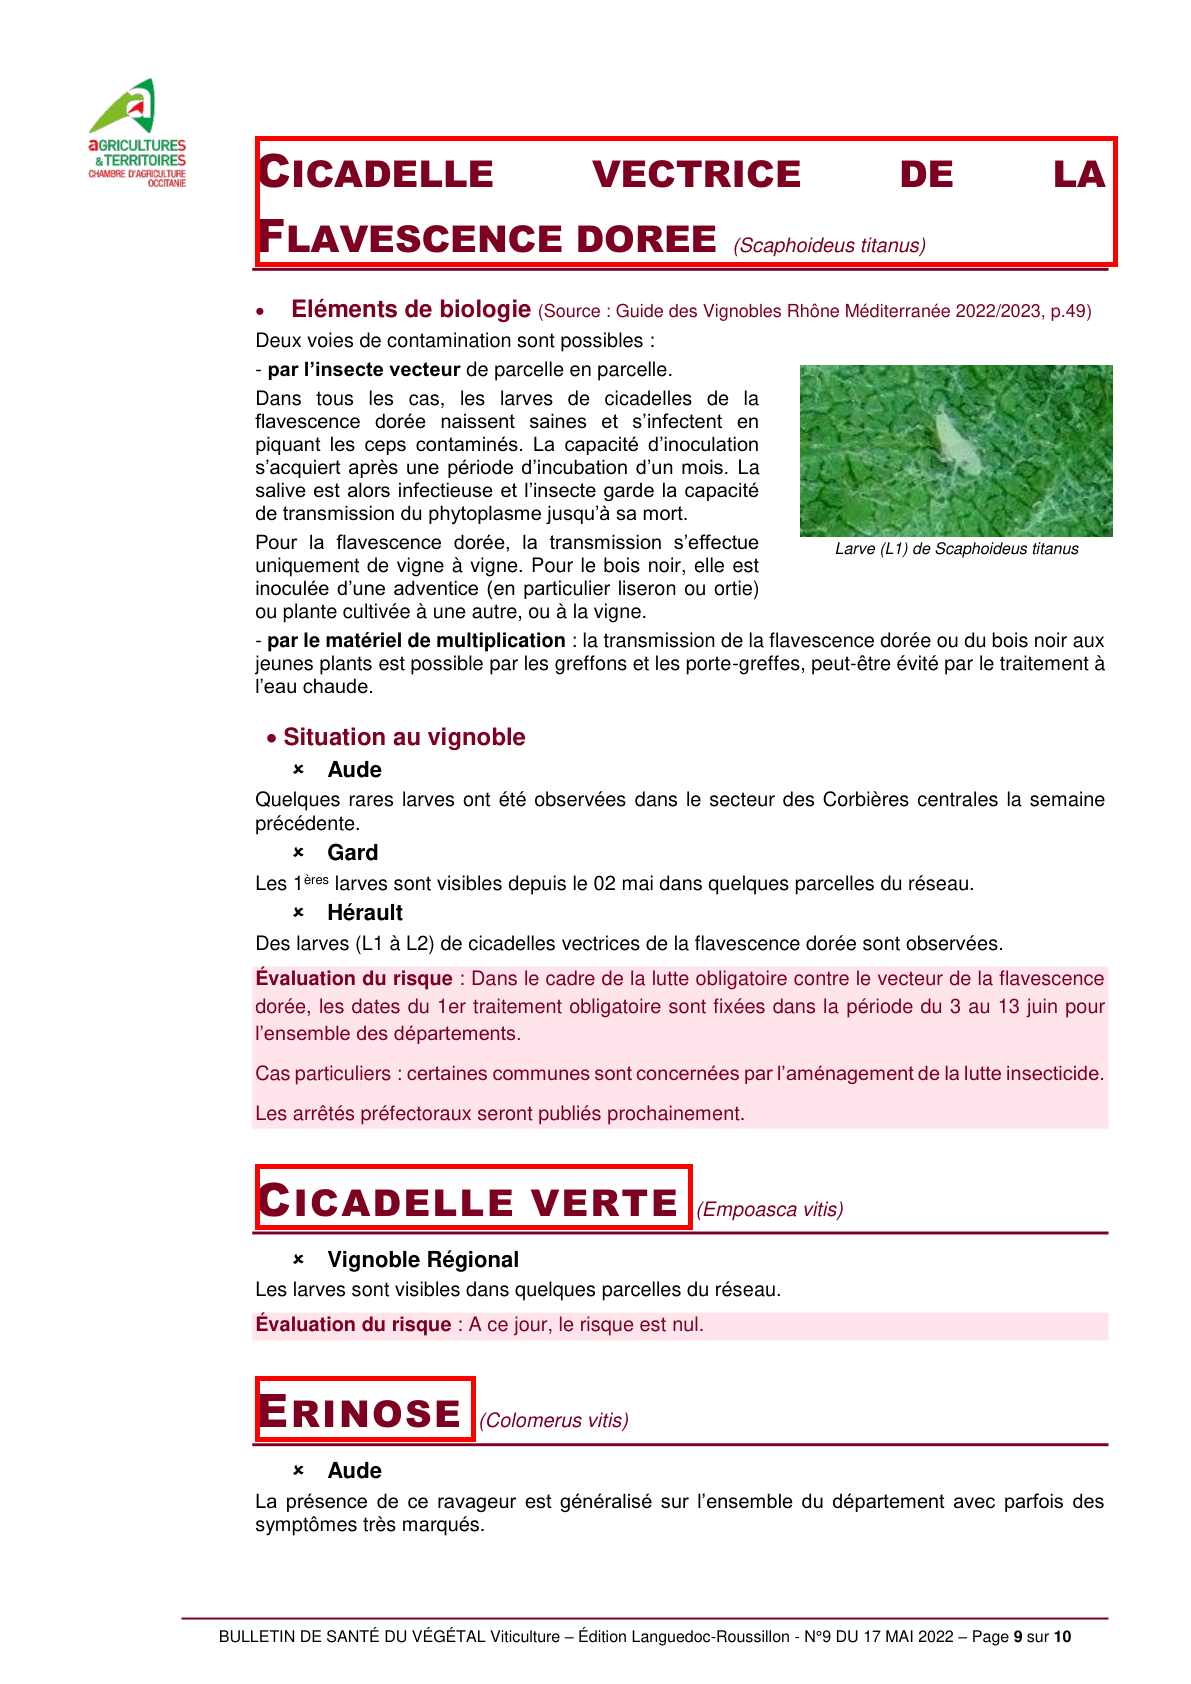 aGRICULTURES
& TERRITOIRES
CHAMBRE D'AGRICULTURE
OCCITANIE
CICADELLE VECTRICE DE LA
FLAVESCENCE DOREE (Scaphoideus titanus)
• Eléments de biologie (Source : Guide des Vignobles Rhône Méditerranée 2022/2023, p.49)
Deux voies de contamination sont possibles :
- par l’insecte vecteur de parcelle en parcelle.
Dans tous les cas, les larves de cicadelles de la
flavescence dorée naissent saines et s’infectent en
piquant les ceps contaminés. La capacité d’inoculation
s’acquiert après une période d’incubation d’un mois. La
salive est alors infectieuse et l’insecte garde la capacité
de transmission du phytoplasme jusqu’à sa mort.
Larve (L1) de Scaphoideus titanus
Pour la flavescence dorée, la transmission s’effectue
uniquement de vigne à vigne. Pour le bois noir, elle est
inoculée d’une adventice (en particulier liseron ou ortie)
ou plante cultivée à une autre, ou à la vigne.
- par le matériel de multiplication : la transmission de la flavescence dorée ou du bois noir aux
jeunes plants est possible par les greffons et les porte-greffes, peut-être évité par le traitement à
l’eau chaude.
• Situation au vignoble
× Aude
Quelques rares larves ont été observées dans le secteur des Corbières centrales la semaine
précédente.
× Gard
Les 1ères larves sont visibles depuis le 02 mai dans quelques parcelles du réseau.
× Hérault
Des larves (L1 à L2) de cicadelles vectrices de la flavescence dorée sont observées.
Évaluation du risque : Dans le cadre de la lutte obligatoire contre le vecteur de la flavescence
dorée, les dates du 1er traitement obligatoire sont fixées dans la période du 3 au 13 juin pour
l’ensemble des départements.
Cas particuliers : certaines communes sont concernées par l’aménagement de la lutte insecticide.
Les arrêtés préfectoraux seront publiés prochainement.
CICADELLE VERTE (Empoasca vitis)
× Vignoble Régional
Les larves sont visibles dans quelques parcelles du réseau.
Évaluation du risque : A ce jour, le risque est nul.
ERINOSE (Colomerus vitis)
× Aude
La présence de ce ravageur est généralisé sur l’ensemble du département avec parfois des
symptômes très marqués.
BULLETIN DE SANTÉ DU VÉGÉTAL Viticulture – Édition Languedoc-Roussillon - N°9 DU 17 MAI 2022 – Page 9 sur 10